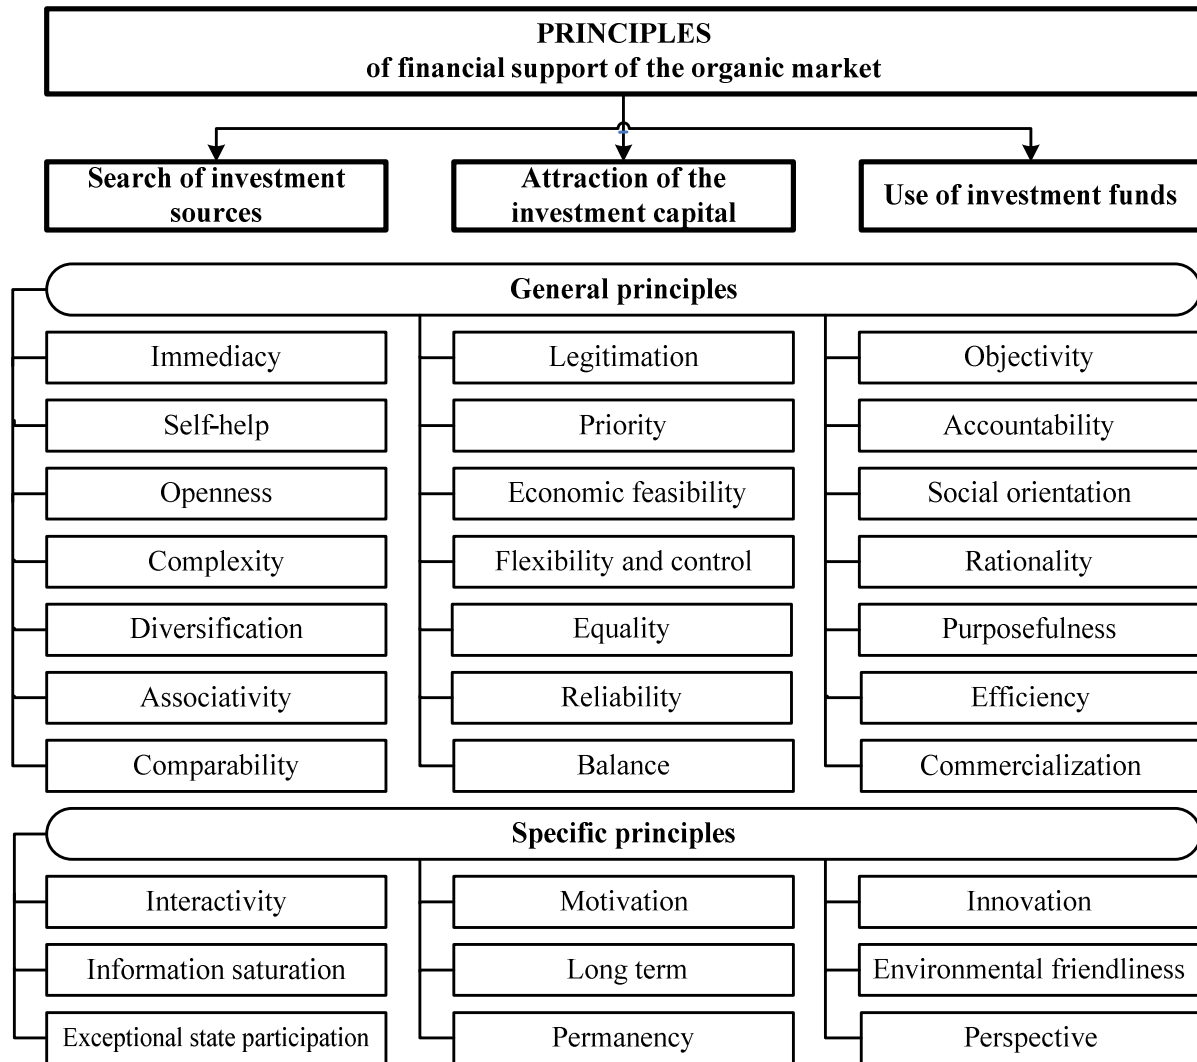 PRINCIPLES
of financial support of the organic market
Search of investment
sources
Attraction of the
investment capital
Use of investment funds
General principles
Immediacy
Legitimation
Objectivity
Self-help
Priority
Accountability
Openness
Economic feasibility
Social orientation
Complexity
Flexibility and control
Rationality
Diversification
Equality
Purposefulness
Associativity
Reliability
Efficiency
Comparability
Balance
Commercialization
Specific principles
Interactivity
Motivation
Innovation
Information saturation
Long term
Environmental friendliness
Exceptional state participation
Permanency
Perspective